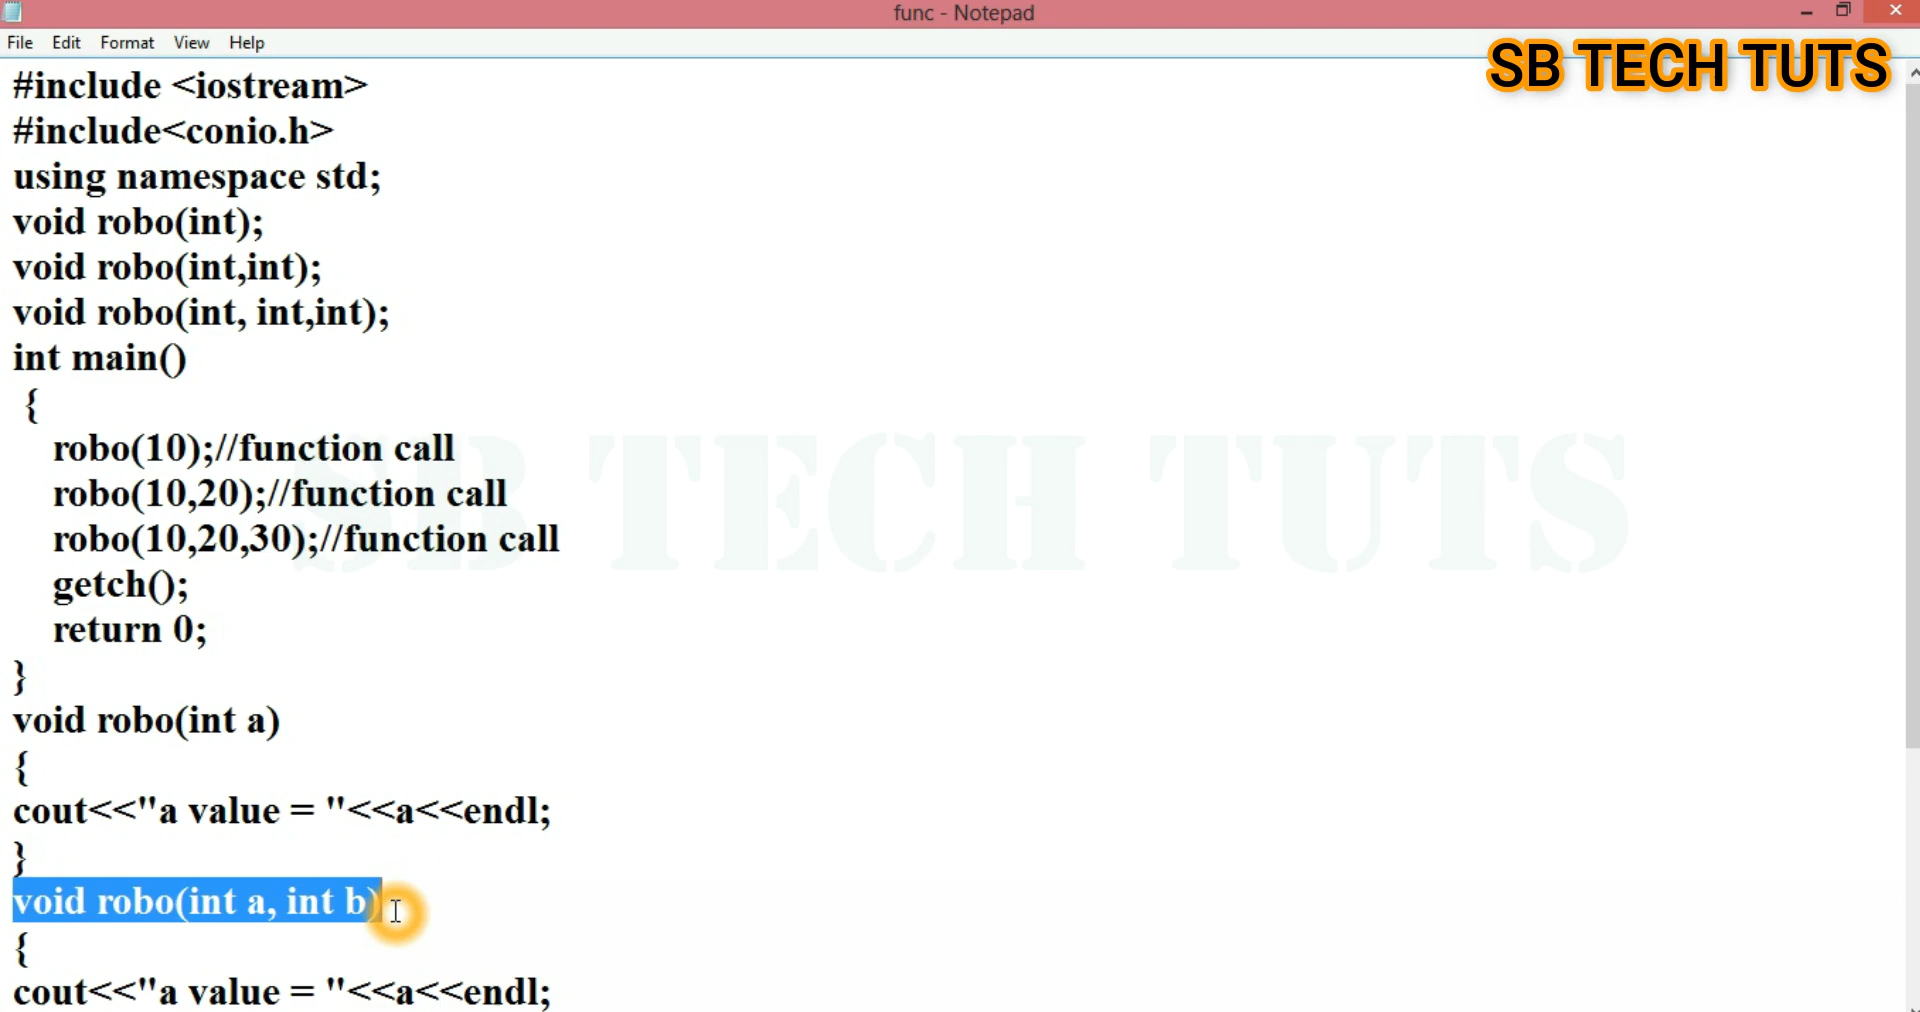 func - Notepad
File Edit Format View Help
SB TECH TUTS
#include <iostream>
#include<conio.h>
using namespace std;
void robo(int);
void robo(int,int);
void robo(int, int,int);
int main()
{
robo(10);//function call
robo(10,20);//function call
robo(10,20,30);//function call
getch();
return 0;
}
void robo(int a)
{
cout<<"a value = "<<a<<endl;
}
void robo(int a, int b)
{
cout<<"a value = "<<a<<endl;
SB TECH TUTS